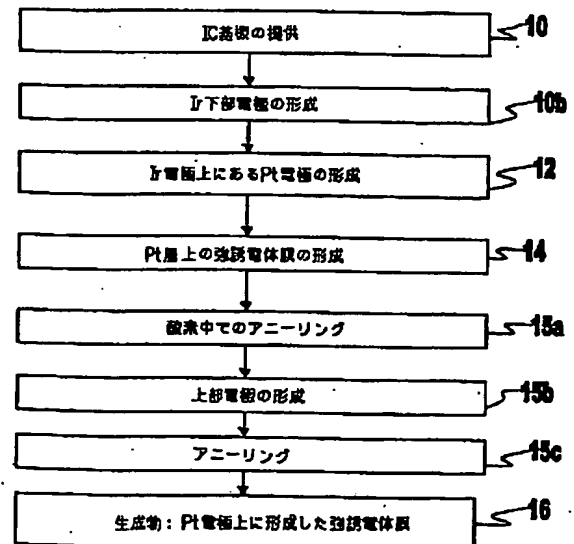 IC基板の提供 10
Ir下部電極の形成 10b
Ir電極上にあるPt電極の形成 12
Pt層上の強誘電体膜の形成 14
酸素中でのアニーリング 15a
上部電極の形成 15b
アニーリング 15c
生成物：Pt電極上に形成した強誘電体膜 16